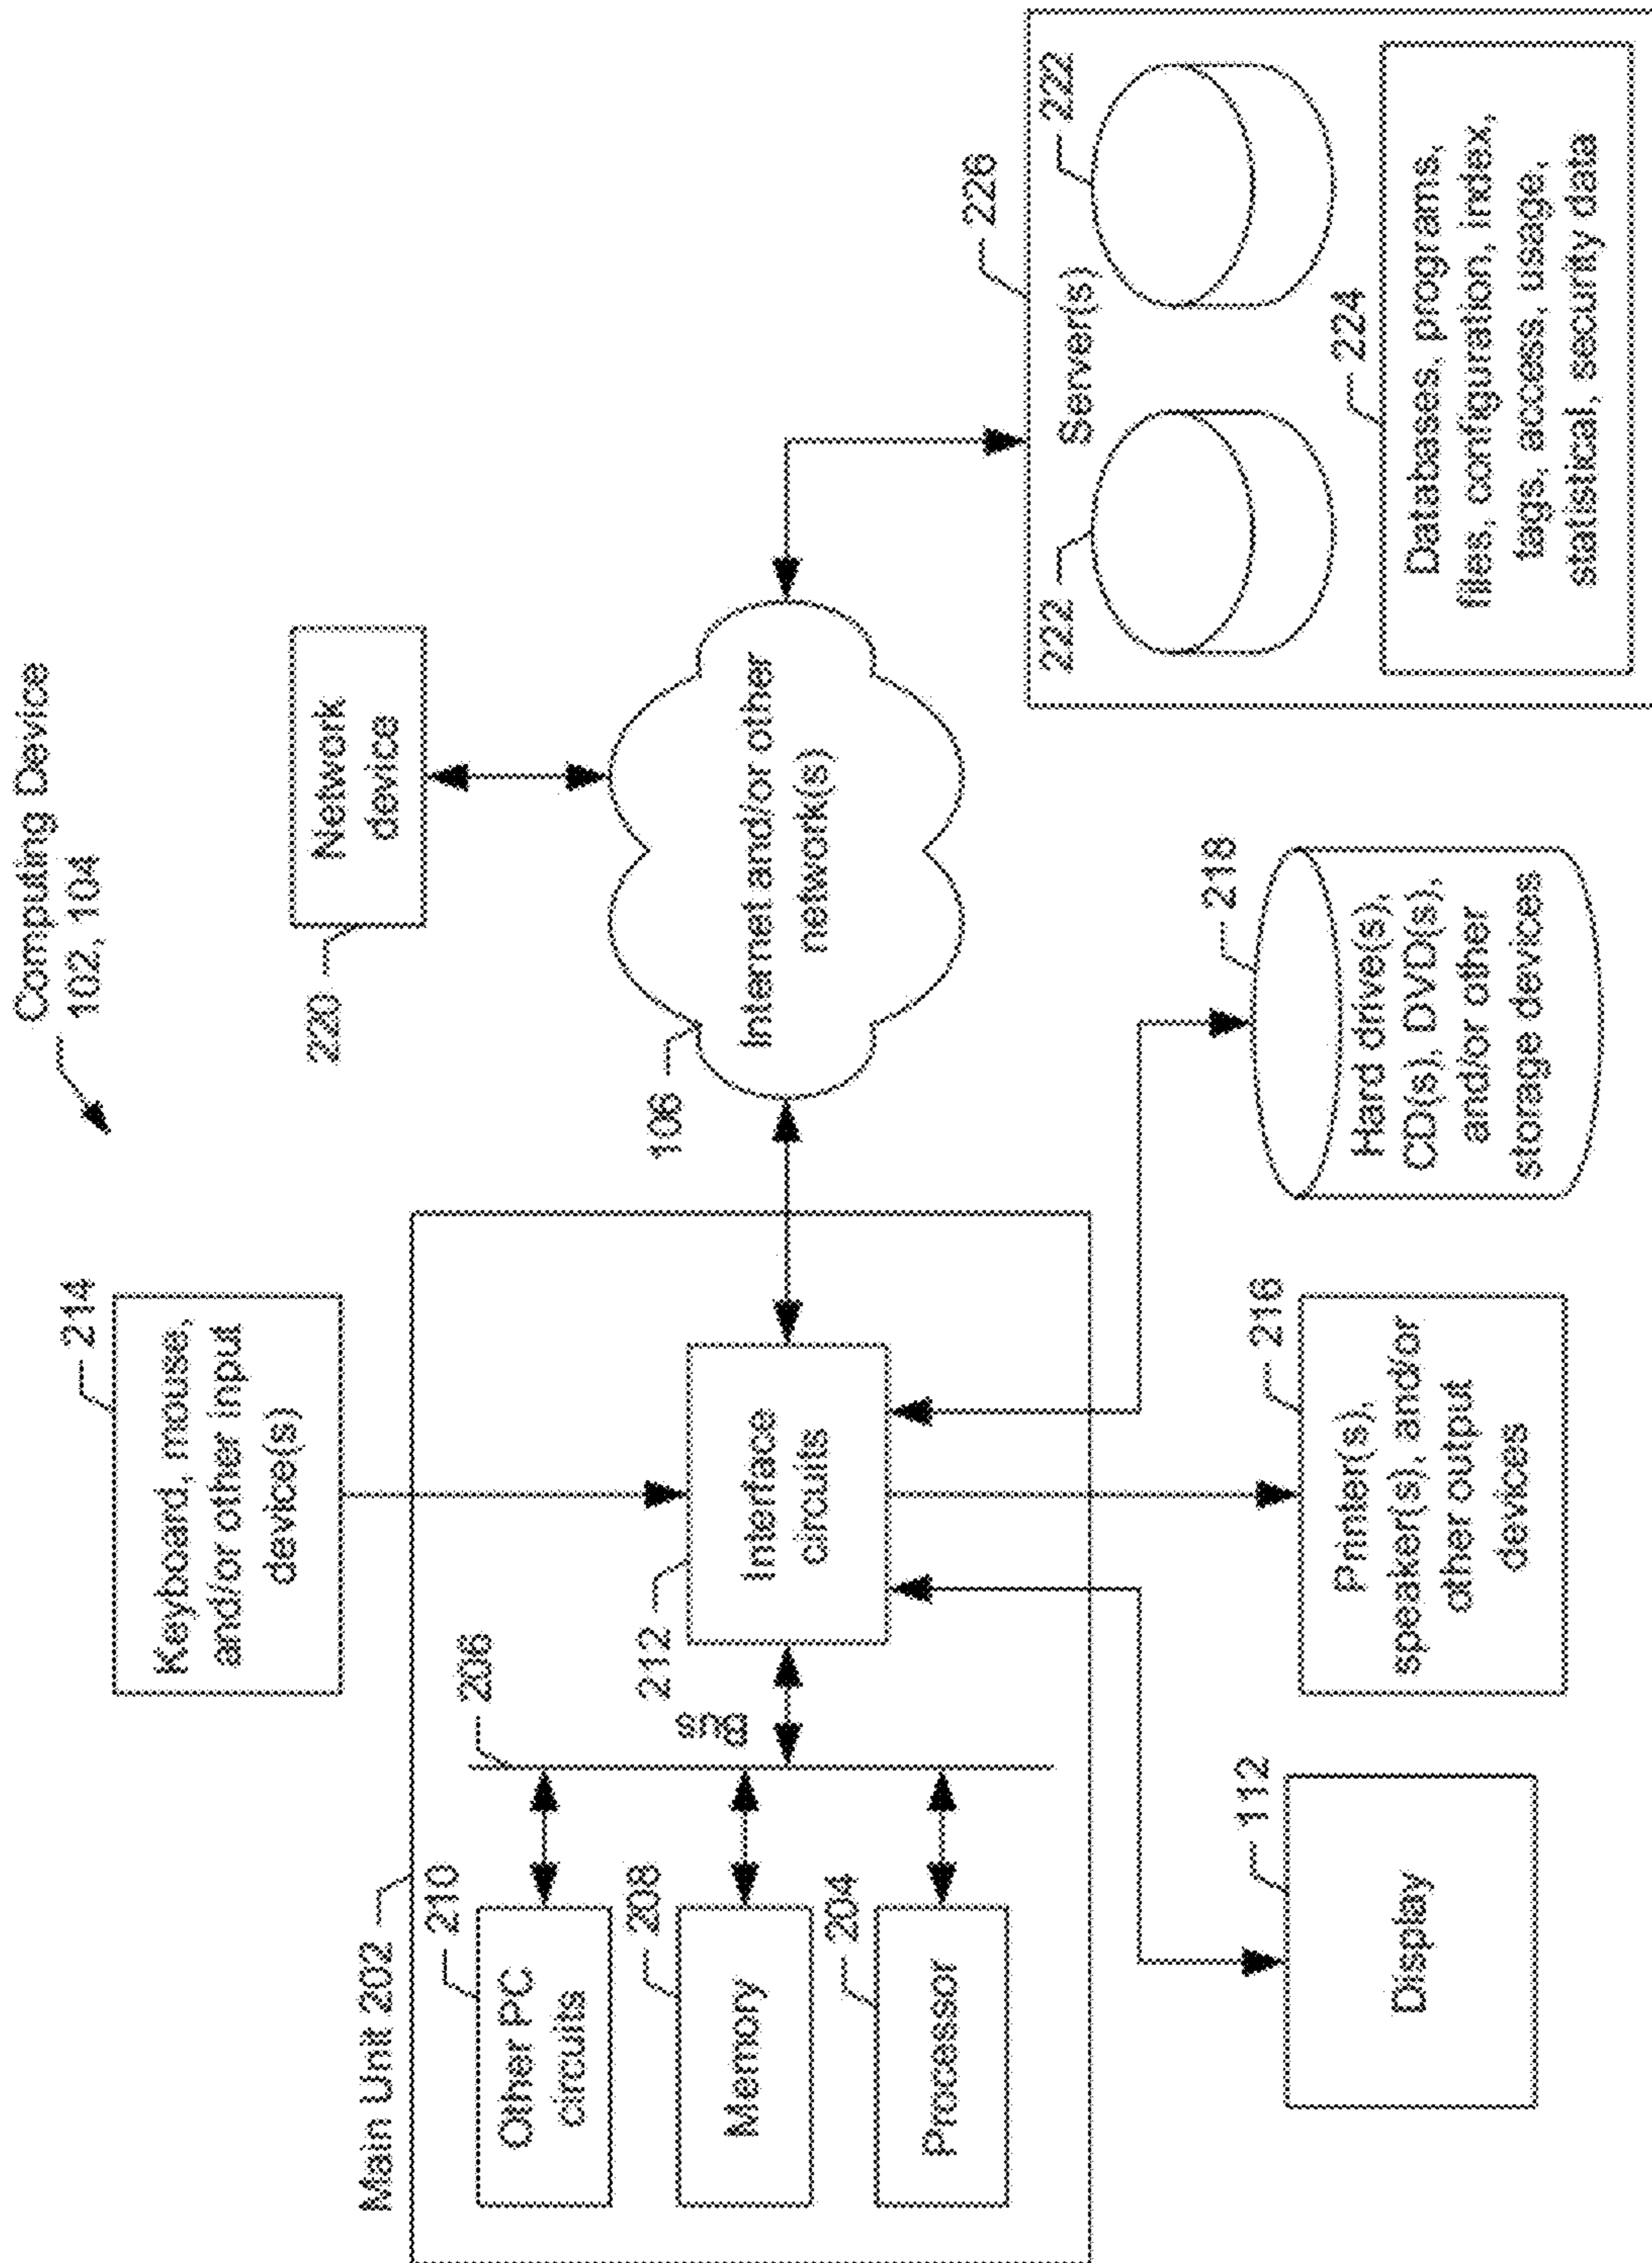 Computing Device
102, 104
214
Keyboard, mouse,
and/or other input
device(s)
220
Network
device
Main Unit 202
210
Other PC
circuits
208
Memory
204
Processor
206
Bus
212
Interface
circuits
106
Internet and/or other
network(s)
226
Server(s)
222
222
224
Databases, programs,
files, configuration, index,
tags, access, usage,
statistical, security data
112
Display
216
Printer(s),
speaker(s), and/or
other output
devices
218
Hard drive(s),
CD(s), DVD(s),
and/or other
storage devices